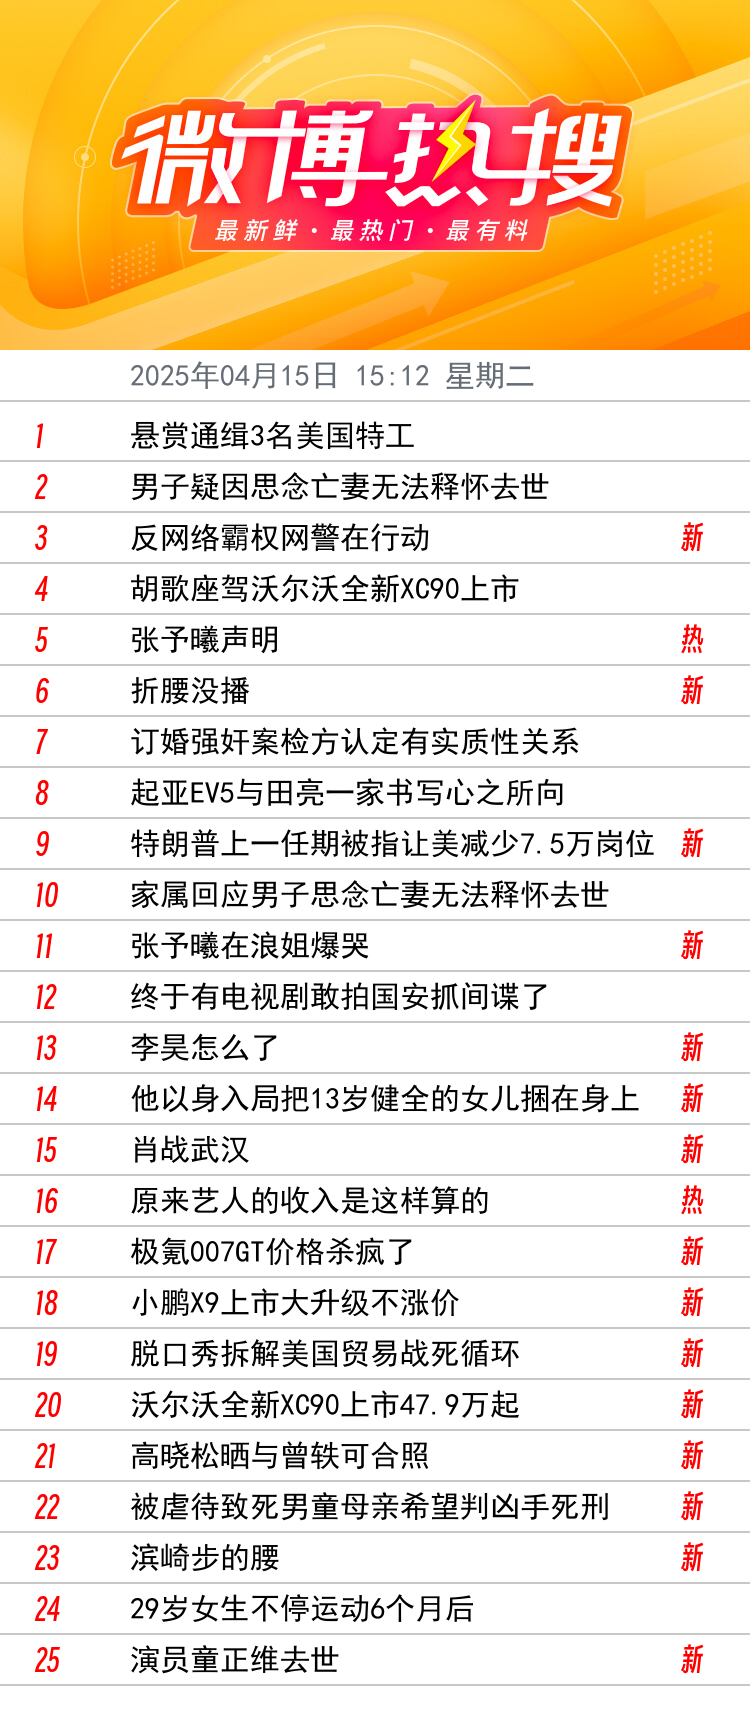 微博热搜
最新鲜·最热门·最有料
2025年04月15日 15:12 星期二
1 悬赏通缉3名美国特工
2 男子疑因思念亡妻无法释怀去世
3 反网络霸权网警在行动 新
4 胡歌座驾沃尔沃全新XC90上市
5 张予曦声明 热
6 折腰没播 新
7 订婚强奸案检方认定有实质性关系
8 起亚EV5与田亮一家书写心之所向
9 特朗普上一任期被指让美减少7.5万岗位 新
10 家属回应男子思念亡妻无法释怀去世
11 张予曦在浪姐爆哭 新
12 终于有电视剧敢拍国安抓间谍了
13 李昊怎么了 新
14 他以身入局把13岁健全的女儿捆在身上 新
15 肖战武汉 新
16 原来艺人的收入是这样算的 热
17 极氪007GT价格杀疯了 新
18 小鹏X9上市大升级不涨价 新
19 脱口秀拆解美国贸易战死循环 新
20 沃尔沃全新XC90上市47.9万起 新
21 高晓松晒与曾轶可合照 新
22 被虐待致死男童母亲希望判凶手死刑 新
23 滨崎步的腰 新
24 29岁女生不停运动6个月后
25 演员童正维去世 新